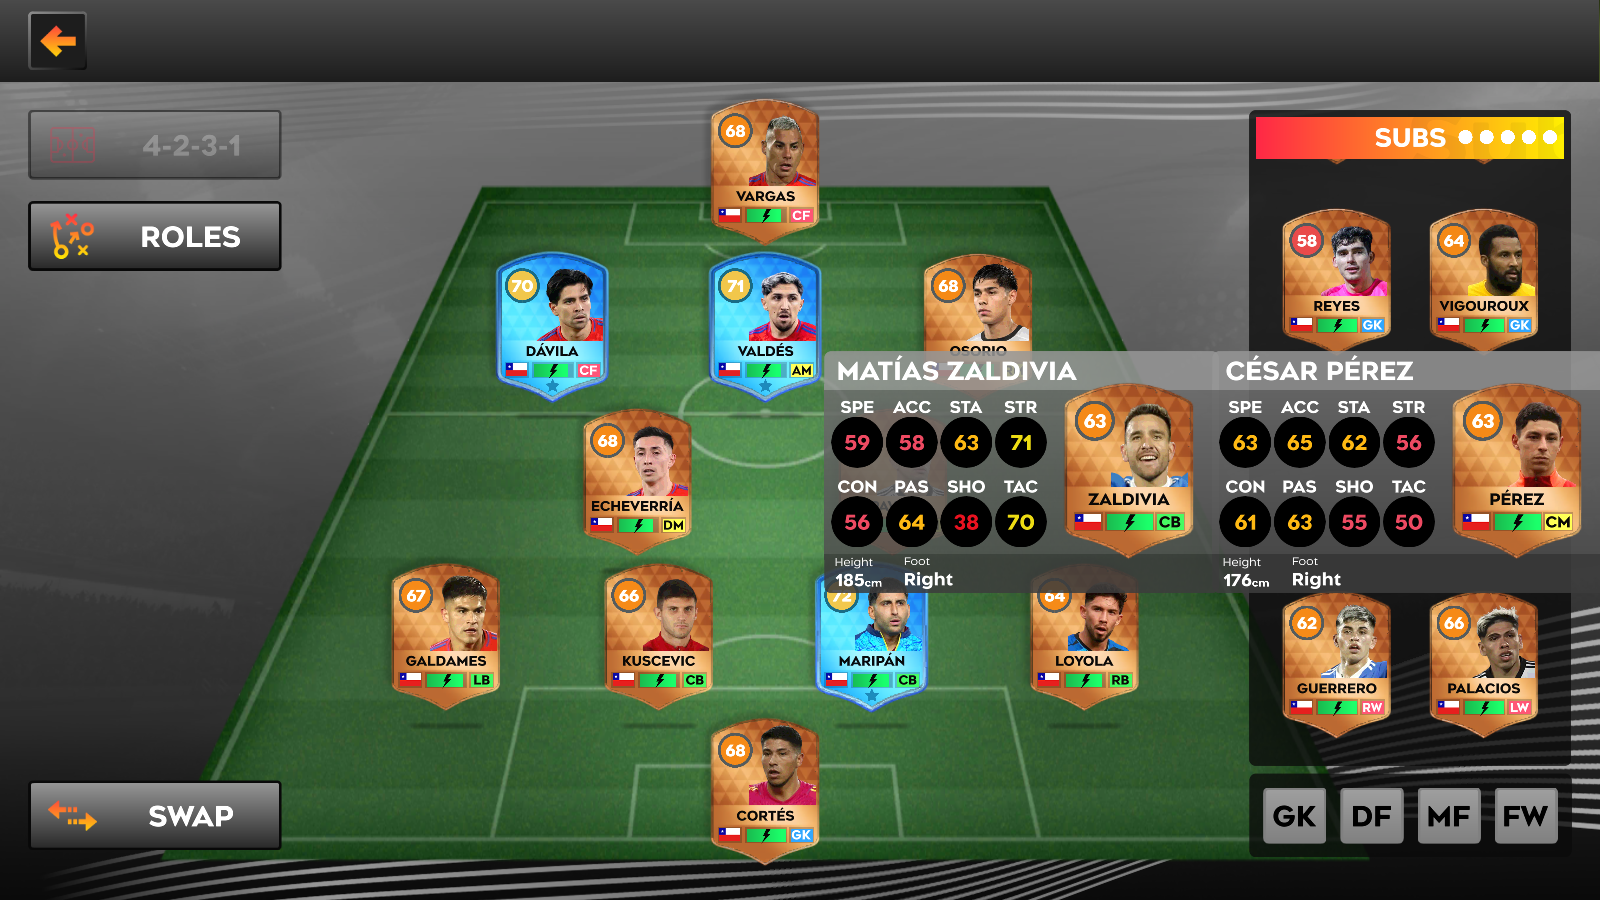 4-2-3-1
ROLES
SWAP
68
VARGAS
CF
70
DÁVILA
CF
71
VALDÉS
AM
68
OSORIO
68
ECHEVERRÍA
DM
67
GALDAMES
LB
66
KUSCEVIC
CB
72
MARIPÁN
CB
64
LOYOLA
RB
68
CORTÉS
GK
SUBS
58
REYES
GK
64
VIGOUROUX
GK
MATÍAS ZALDIVIA
SPE ACC STA STR
59 58 63 71
CON PAS SHO TAC
56 64 38 70
Height Foot
185cm Right
63
ZALDIVIA
CB
CÉSAR PÉREZ
SPE ACC STA STR
63 65 62 56
CON PAS SHO TAC
61 63 55 50
Height Foot
176cm Right
63
PÉREZ
CM
62
GUERRERO
RW
66
PALACIOS
LW
GK DF MF FW